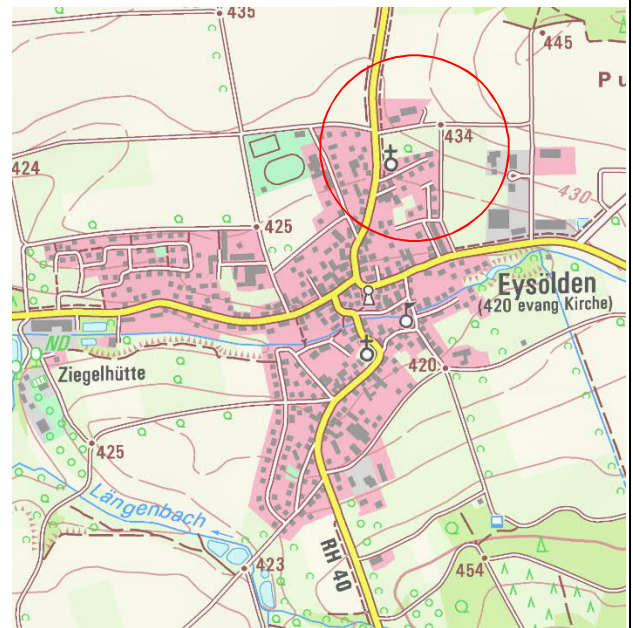 435
445
Pu
434
424
430
425
Eysölden
(420 evang Kirche)
ND
Ziegelhütte
420
425
Längenbach
RH 40
423
454